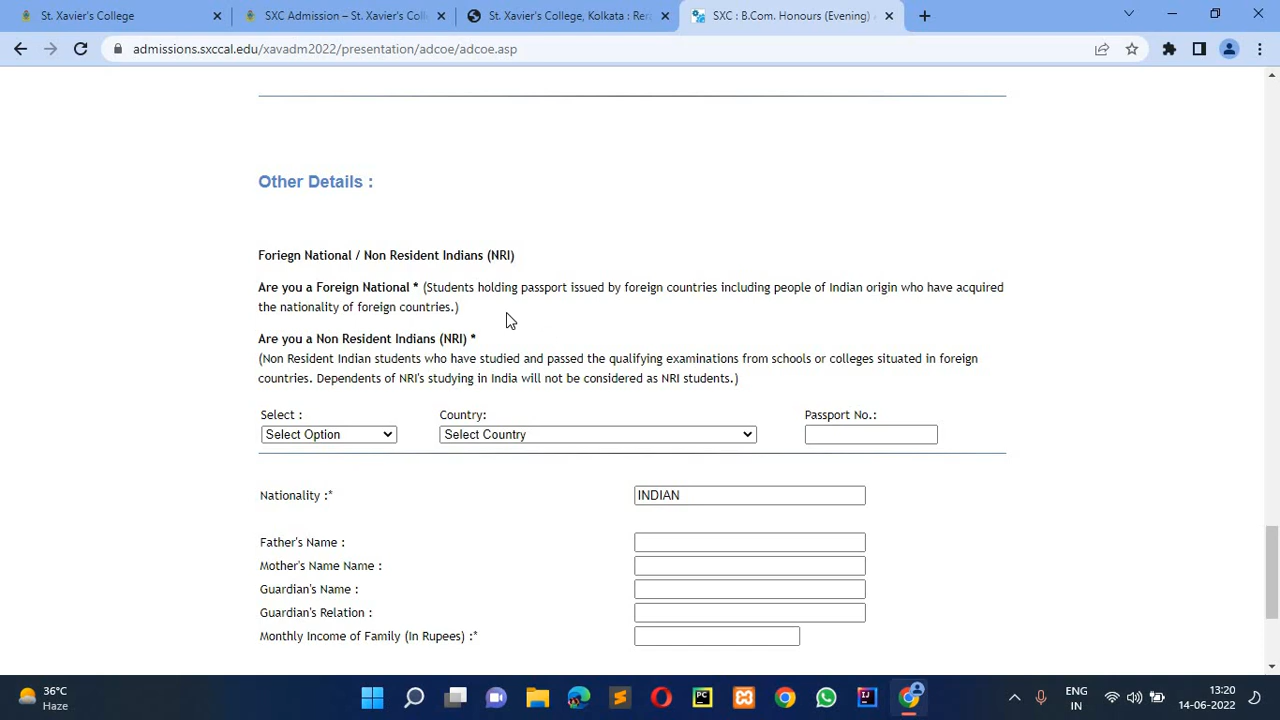 St. Xavier's College
SXC Admission – St. Xavier's Co
St. Xavier's College, Kolkata : Rer
SXC : B.Com. Honours (Evening)
admissions.sxccal.edu/xavadm2022/presentation/adcoe/adcoe.asp
Other Details :
Foriegn National / Non Resident Indians (NRI)
Are you a Foreign National * (Students holding passport issued by foreign countries including people of Indian origin who have acquired
the nationality of foreign countries.)
Are you a Non Resident Indians (NRI) *
(Non Resident Indian students who have studied and passed the qualifying examinations from schools or colleges situated in foreign
countries. Dependents of NRI's studying in India will not be considered as NRI students.)
Select : Country: Passport No.:
Select Option Select Country
Nationality :* INDIAN
Father's Name :
Mother's Name Name :
Guardian's Name :
Guardian's Relation :
Monthly Income of Family (In Rupees) :*
36°C
Haze
PC
ENG
IN
13:20
14-06-2022